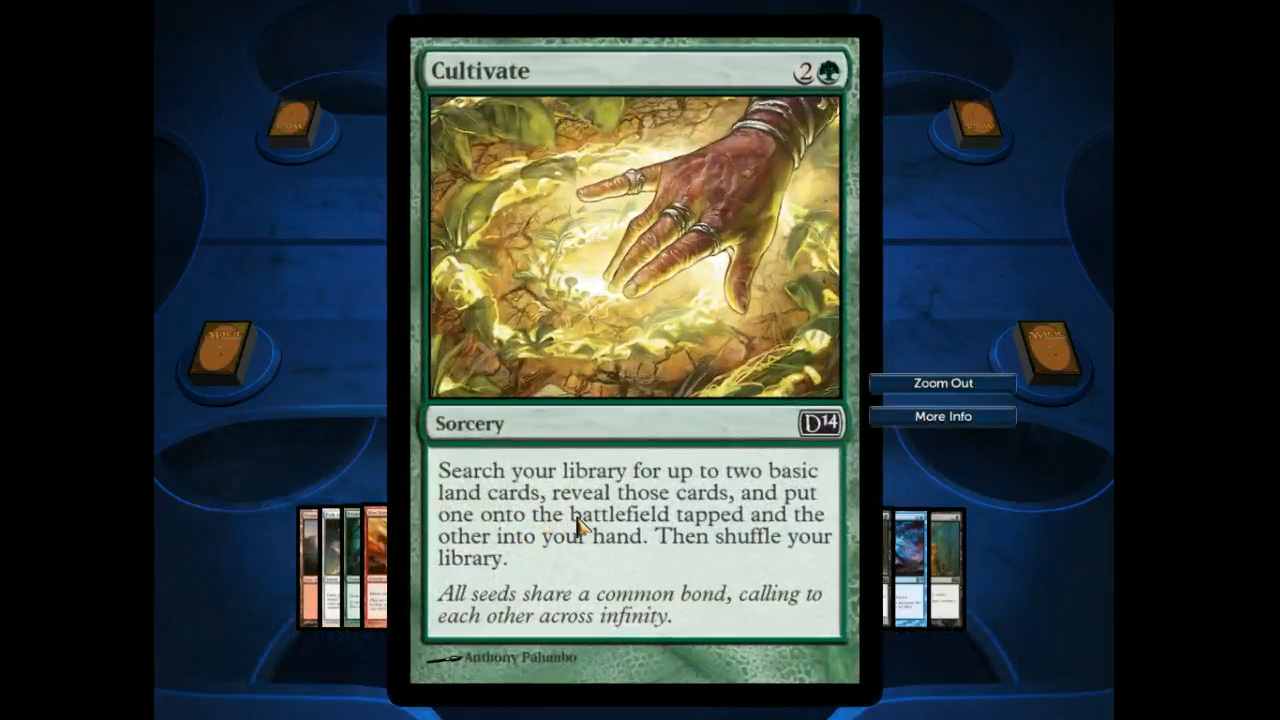 Cultivate 2
Zoom Out
More Info
Sorcery D14
Search your library for up to two basic
land cards, reveal those cards, and put
one onto the battlefield tapped and the
other into your hand. Then shuffle your
library.
All seeds share a common bond, calling to
each other across infinity.
Anthony Palumbo